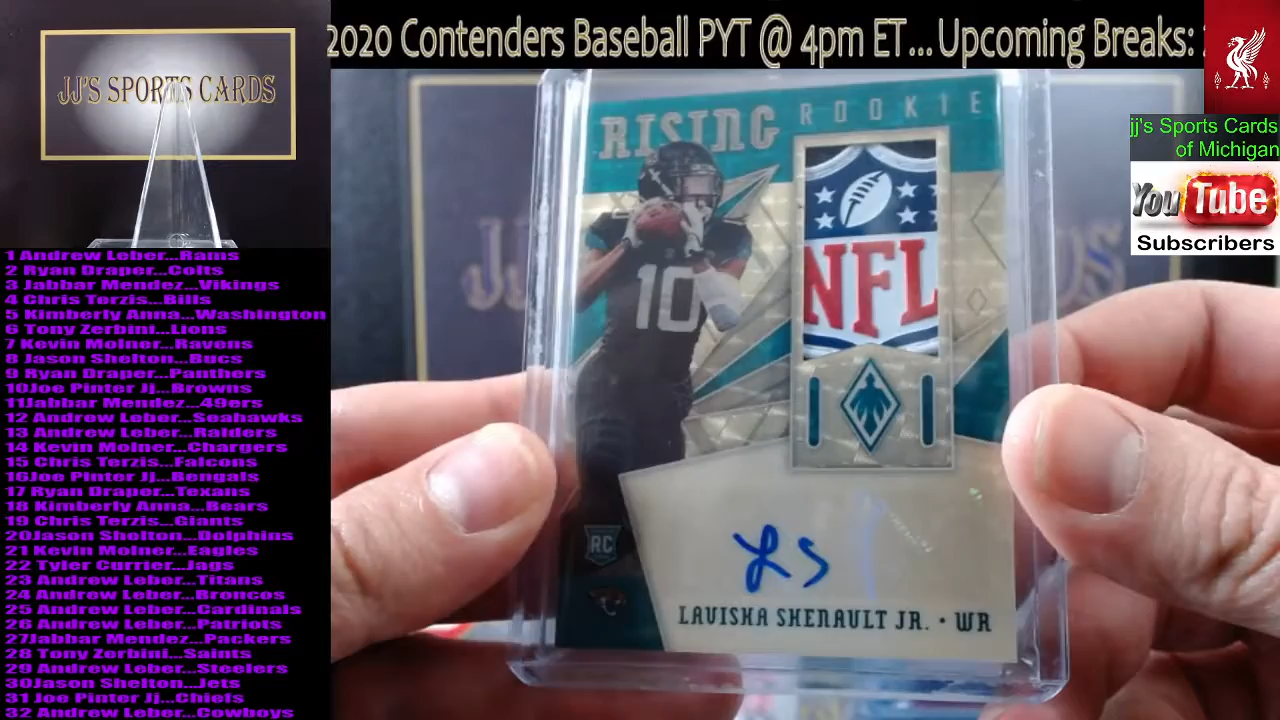 2020 Contenders Baseball PYT @ 4pm ET... Upcoming Breaks:
JJ'S SPORTS CARDS
jj's Sports Cards
of Michigan
You Tube
Subscribers
RISING ROOKIE
NFL
10
RC
LS
LAVISKA SHENAULT JR. • WR
1 Andrew Leber...Rams
2 Ryan Draper...Colts
3 Jabbar Mendez...Vikings
4 Chris Terzis...Bills
5 Kimberly Anna...Washington
6 Tony Zerbini...Lions
7 Kevin Molner...Ravens
8 Jason Shelton...Bucs
9 Ryan Draper...Panthers
10Joe Pinter Jj...Browns
11Jabbar Mendez...49ers
12 Andrew Leber...Seahawks
13 Andrew Leber...Raiders
14 Kevin Molner...Chargers
15 Chris Terzis...Falcons
16Joe Pinter Jj...Bengals
17 Ryan Draper...Texans
18 Kimberly Anna...Bears
19 Chris Terzis...Giants
20Jason Shelton...Dolphins
21 Kevin Molner...Eagles
22 Tyler Currier...Jags
23 Andrew Leber...Titans
24 Andrew Leber...Broncos
25 Andrew Leber...Cardinals
26 Andrew Leber...Patriots
27Jabbar Mendez...Packers
28 Tony Zerbini...Saints
29 Andrew Leber...Steelers
30Jason Shelton...Jets
31 Joe Pinter Jj...Chiefs
32 Andrew Leber...Cowboys